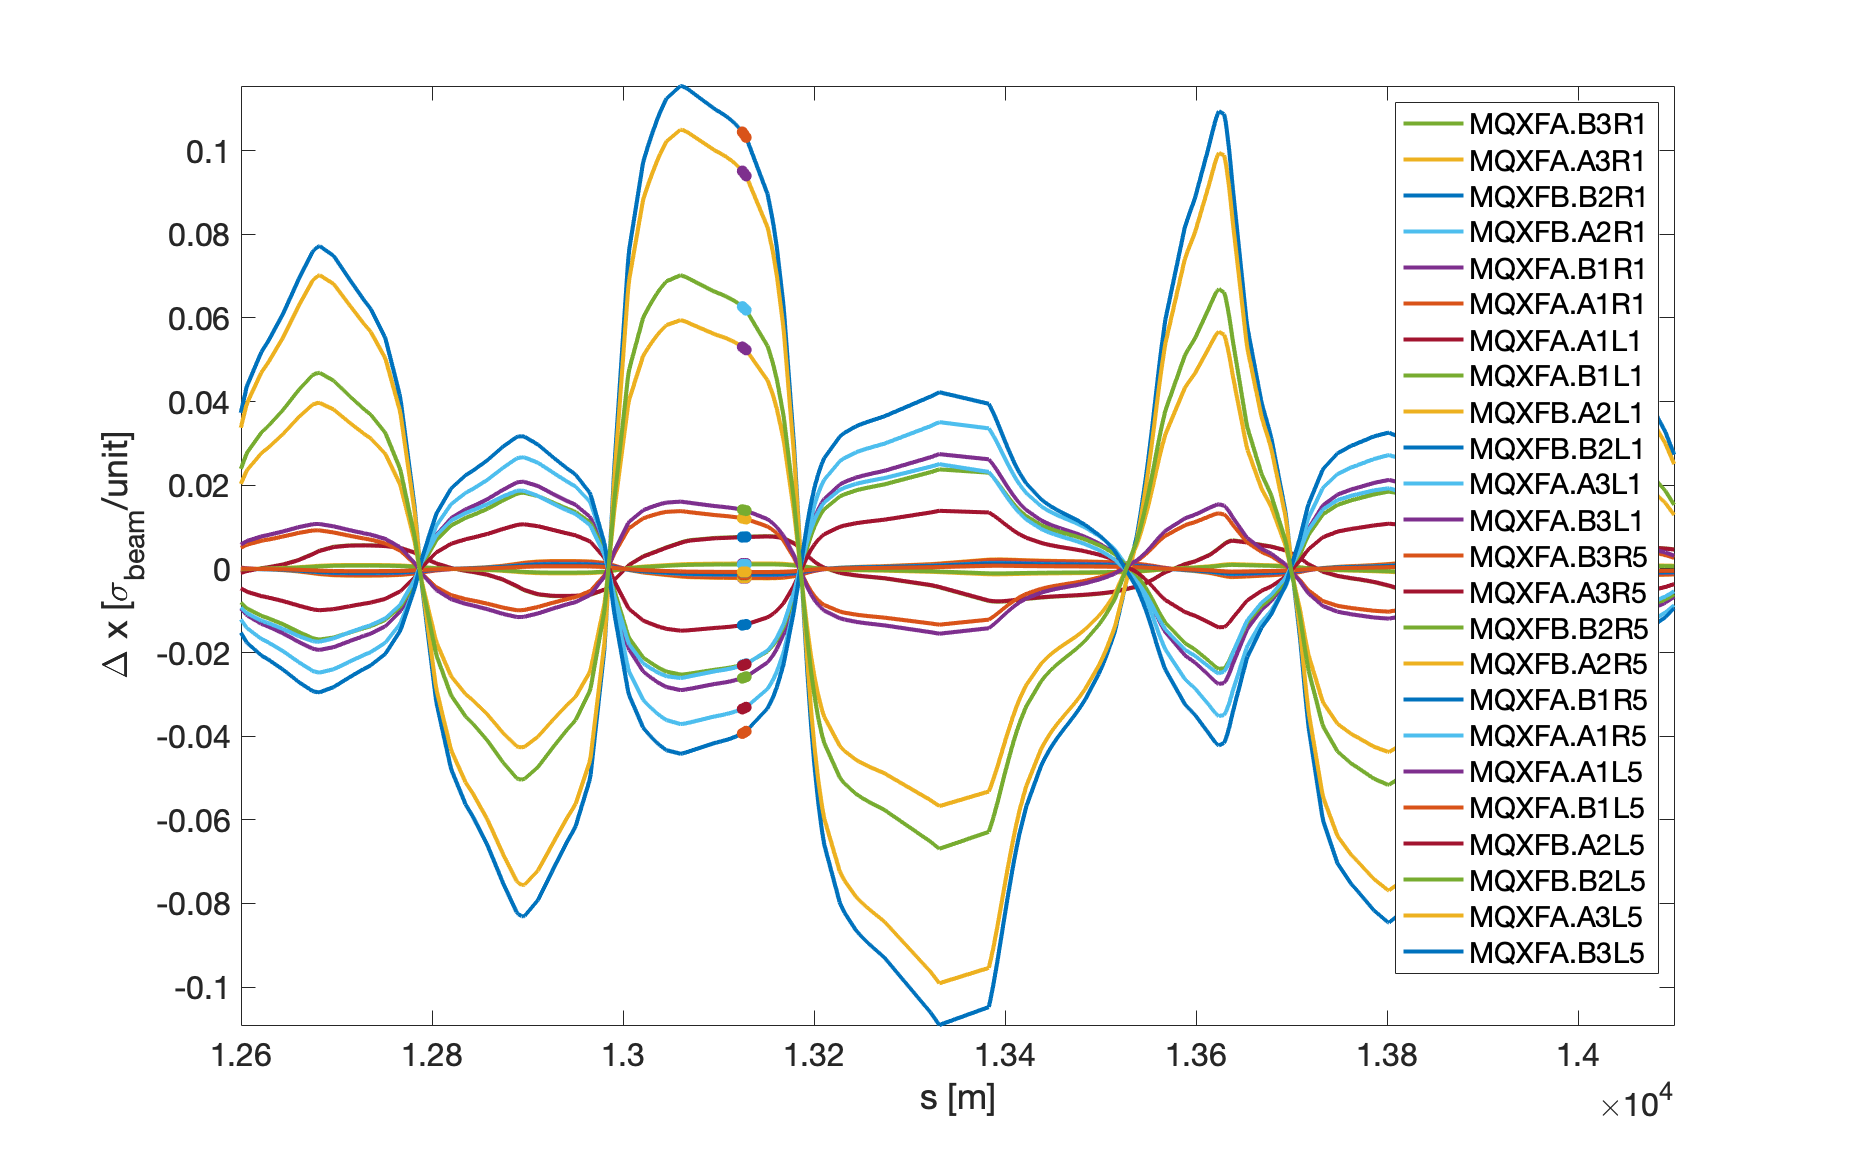 0.1
0.08
0.06
0.04
0.02
0
-0.02
-0.04
-0.06
-0.08
-0.1
Δ x [σbeam/unit]
1.26 1.28 1.3 1.32 1.34 1.36 1.38 1.4
s [m]
×10^4
MQXFA.B3R1
MQXFA.A3R1
MQXFB.B2R1
MQXFB.A2R1
MQXFA.B1R1
MQXFA.A1R1
MQXFA.A1L1
MQXFA.B1L1
MQXFB.A2L1
MQXFB.B2L1
MQXFA.A3L1
MQXFA.B3L1
MQXFA.B3R5
MQXFA.A3R5
MQXFB.B2R5
MQXFB.A2R5
MQXFA.B1R5
MQXFA.A1R5
MQXFA.A1L5
MQXFA.B1L5
MQXFB.A2L5
MQXFB.B2L5
MQXFA.A3L5
MQXFA.B3L5